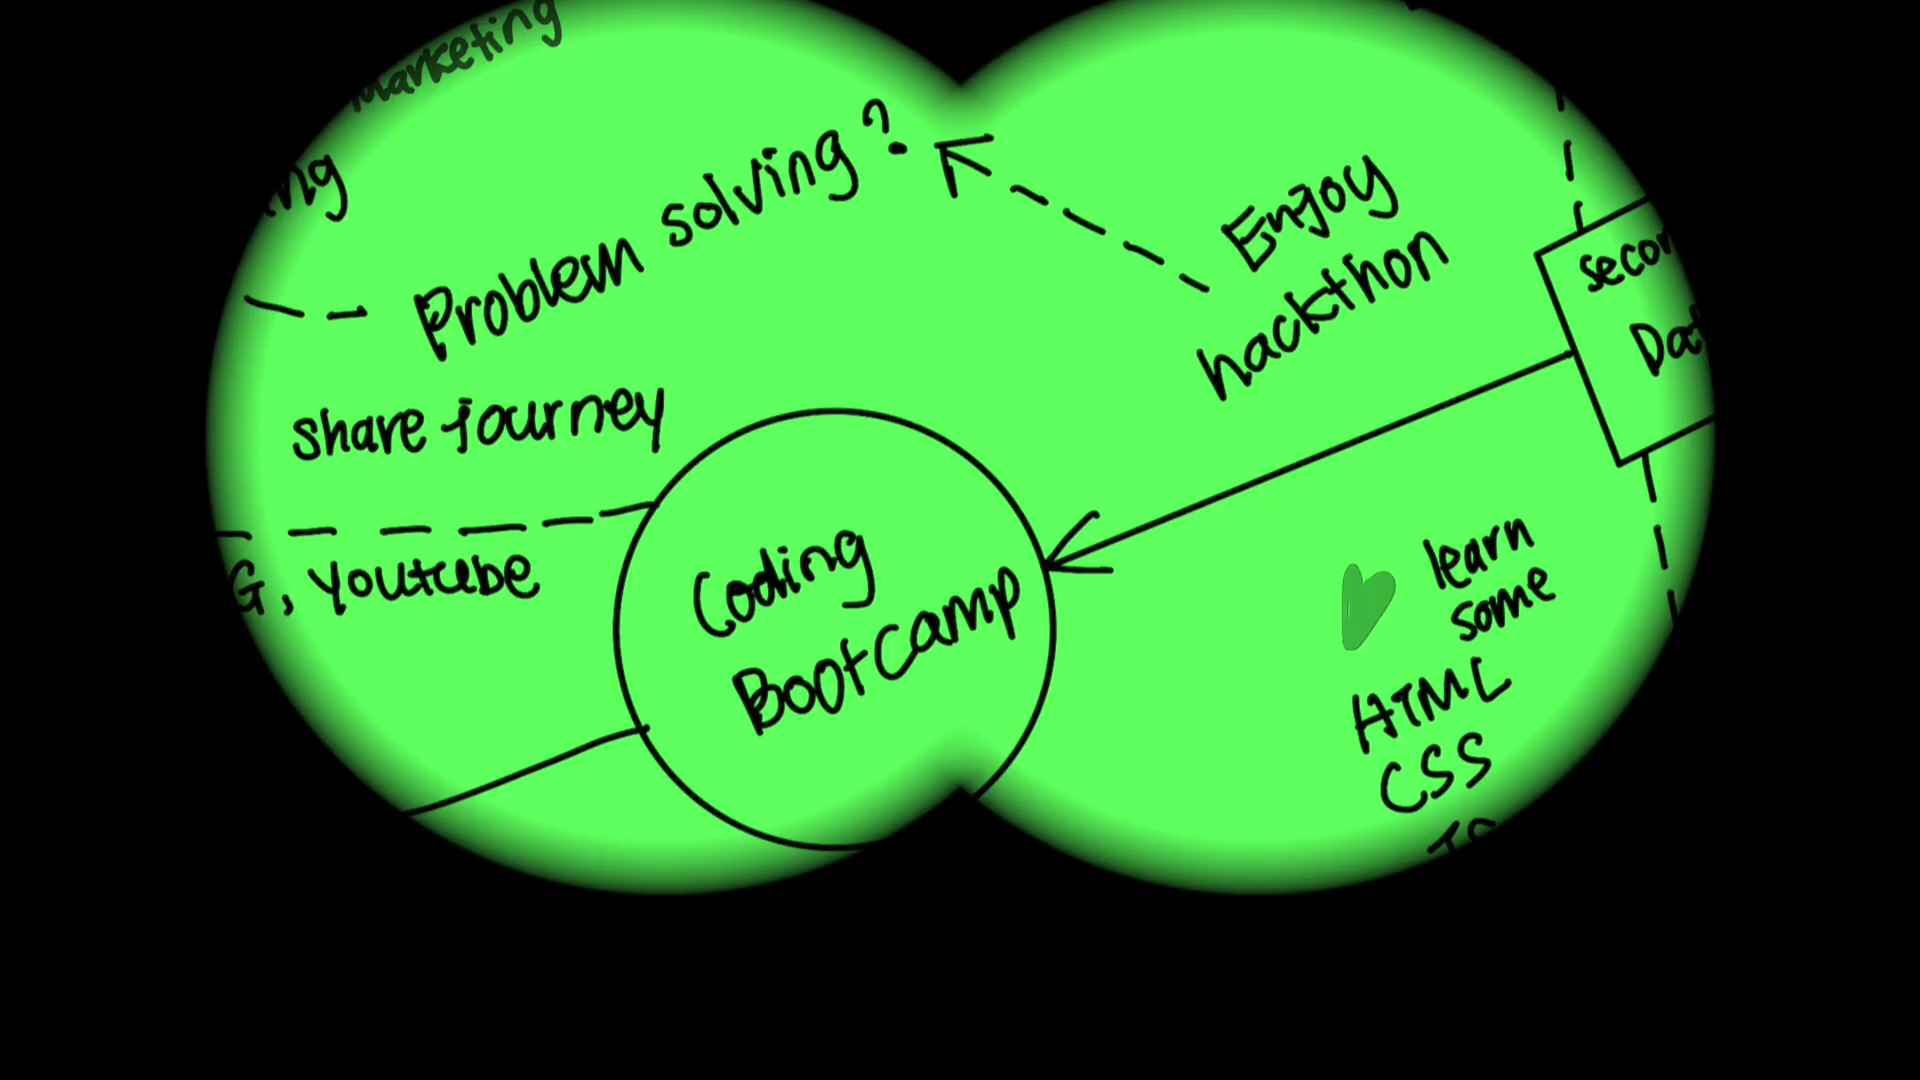 Marketing
Problem solving?
Enjoy
hackthon
share journey
G, Youtube
Coding
BootCamp
learn
some
HTML
CSS